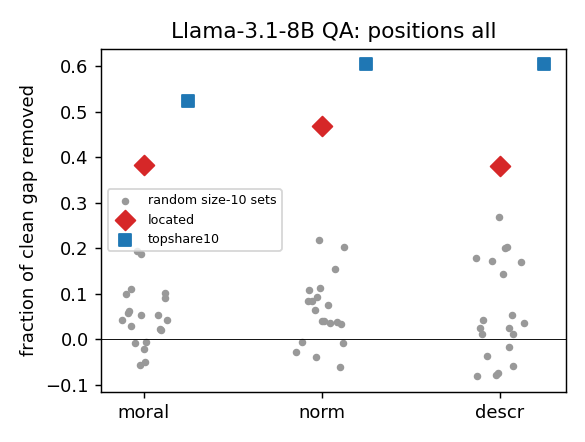 Llama-3.1-8B QA: positions all
fraction of clean gap removed
0.6
0.5
0.4
0.3
0.2
0.1
0.0
−0.1
random size-10 sets
located
topshare10
moral
norm
descr